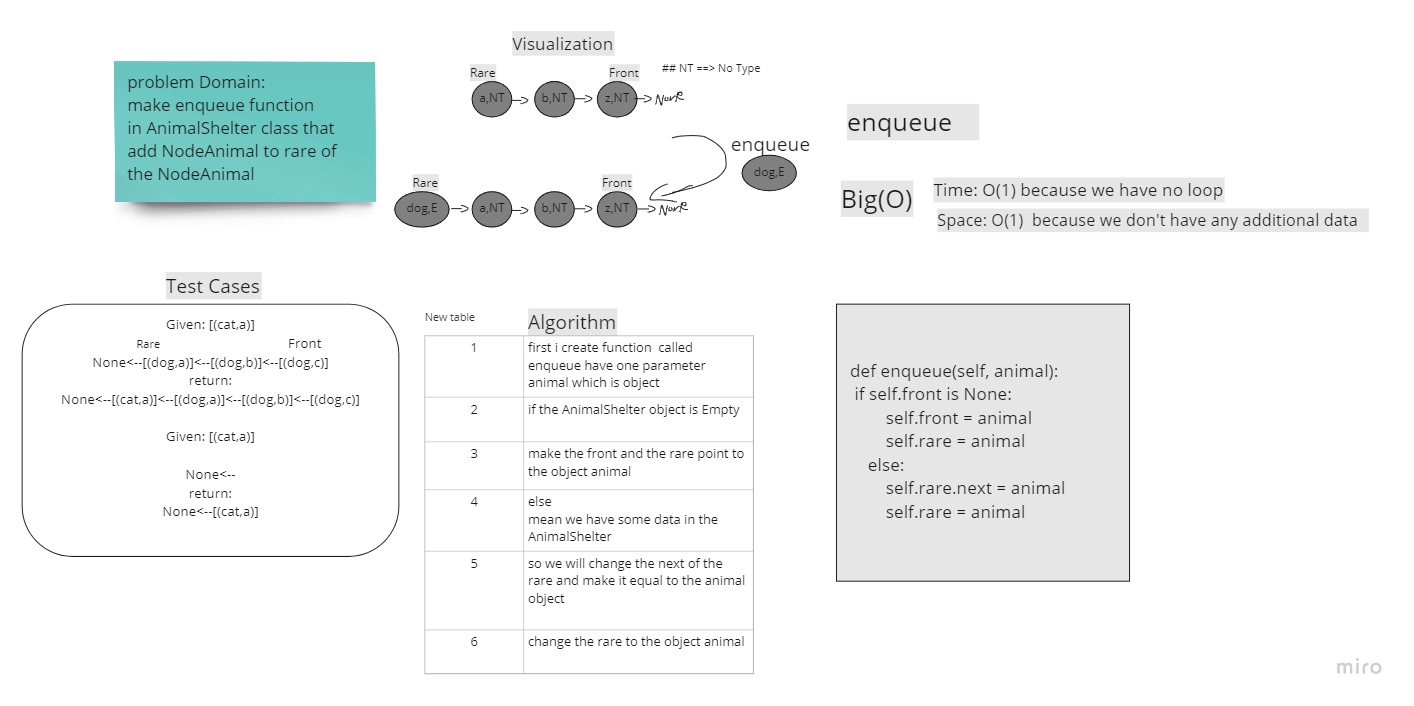 Visualization
problem Domain:
make enqueue function
in AnimalShelter class that
add NodeAnimal to rare of
the NodeAnimal
Rare
Front
## NT ==> No Type
a,NT
b,NT
z,NT
None
enqueue
dog,E
Rare
Front
dog,E
a,NT
b,NT
z,NT
None
enqueue
Big(O)
Time: O(1) because we have no loop
Space: O(1) because we don't have any additional data
Test Cases
Given: [(cat,a)]
Rare
Front
None<--[(dog,a)]<--[(dog,b)]<--[(dog,c)]
return:
None<--[(cat,a)]<--[(dog,a)]<--[(dog,b)]<--[(dog,c)]
Given: [(cat,a)]
None<--
return:
None<--[(cat,a)]
New table
Algorithm
1
first i create function called
enqueue have one parameter
animal which is object
2
if the AnimalShelter object is Empty
3
make the front and the rare point to
the object animal
4
else
mean we have some data in the
AnimalShelter
5
so we will change the next of the
rare and make it equal to the animal
object
6
change the rare to the object animal
def enqueue(self, animal):
if self.front is None:
self.front = animal
self.rare = animal
else:
self.rare.next = animal
self.rare = animal
miro